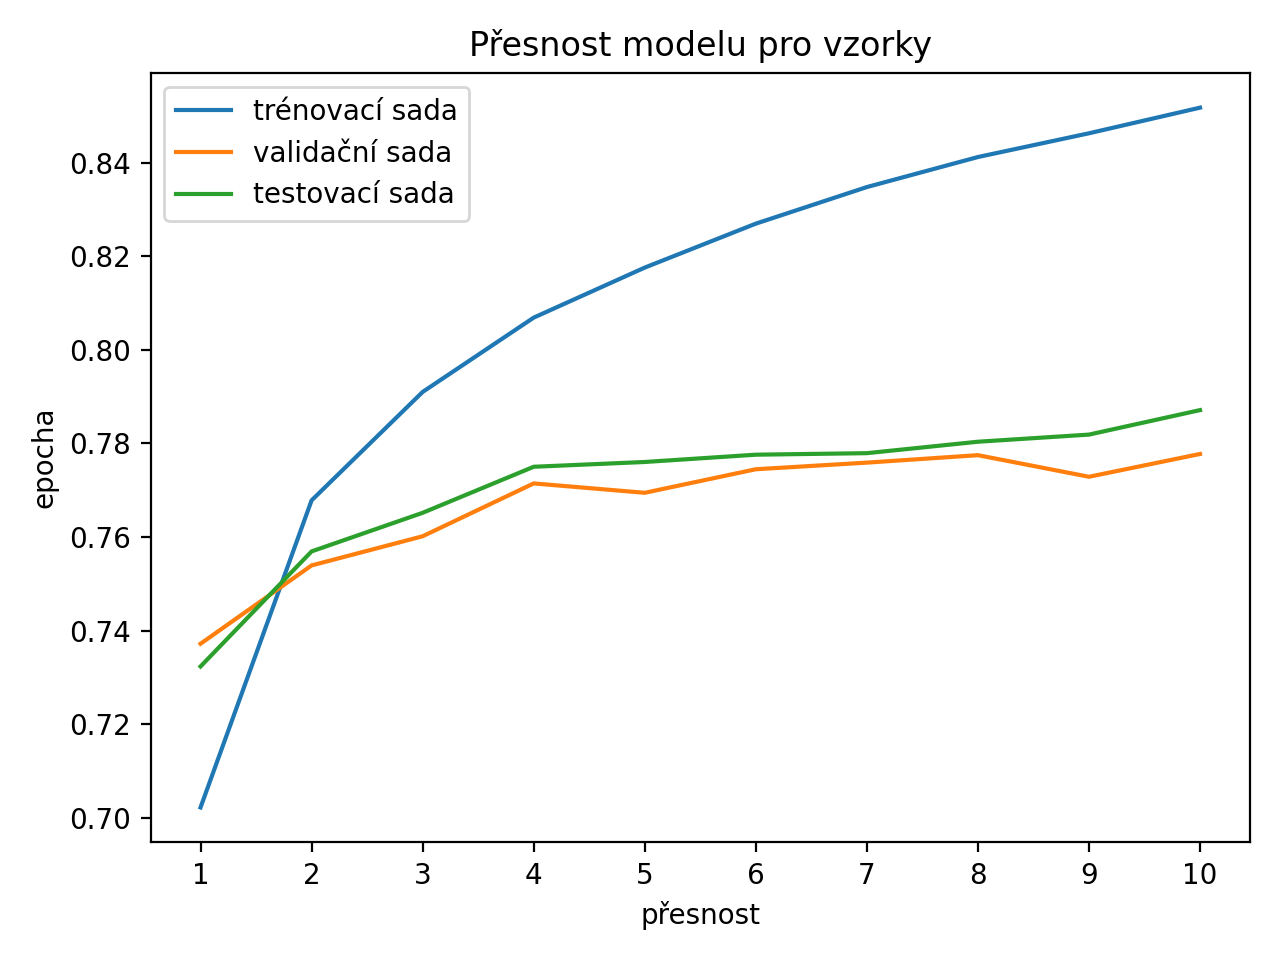 Přesnost modelu pro vzorky
trénovací sada
validační sada
testovací sada
0.84
0.82
0.80
0.78
0.76
0.74
0.72
0.70
epocha
1 2 3 4 5 6 7 8 9 10
přesnost